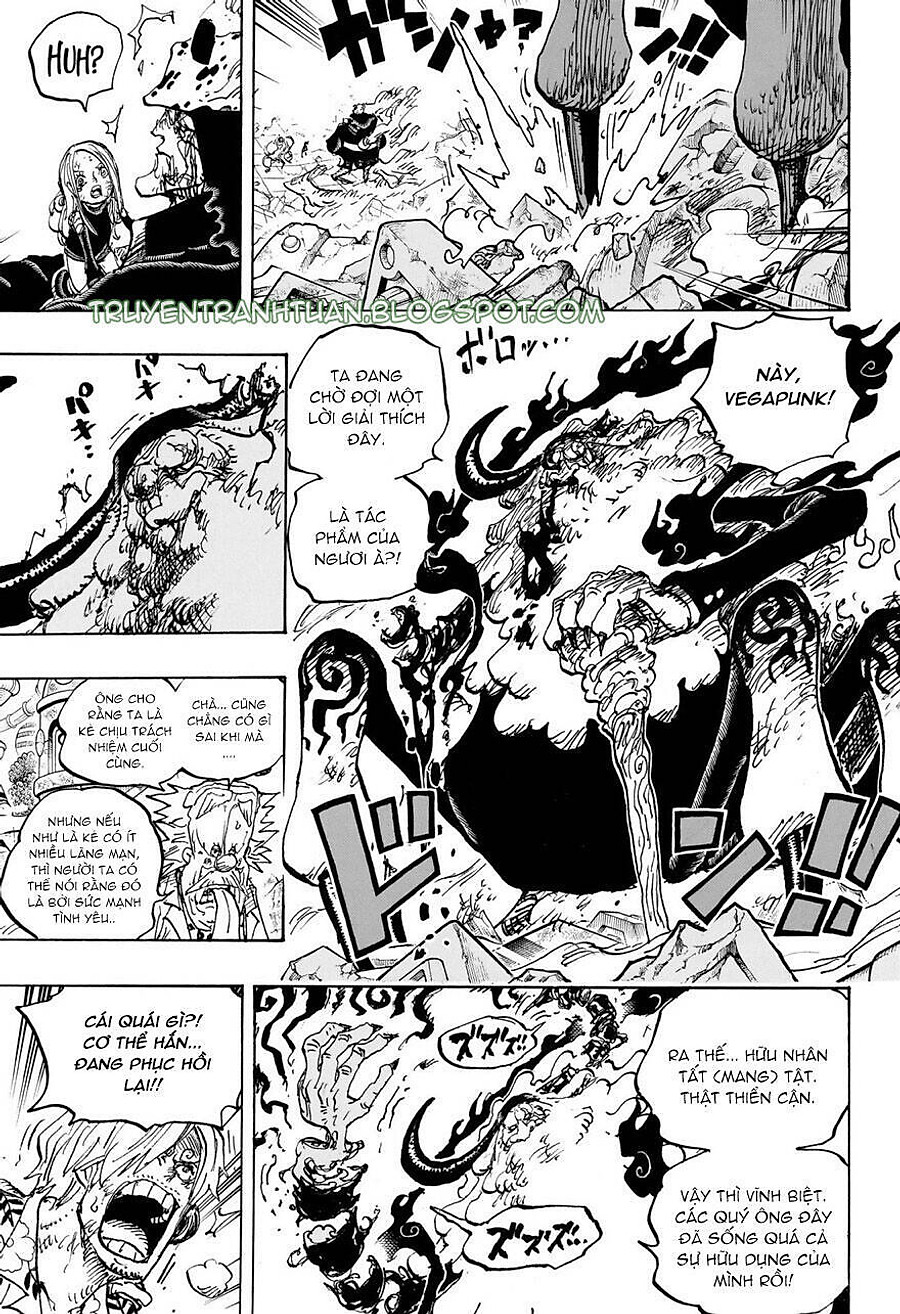 ガシャァ!!
HUH?
TRUYENTRANHTUAN.BLOGSPOT.COM
ボロッ...
NÀY,
VEGAPUNK!
TA ĐANG
CHỜ ĐỢI MỘT
LỜI GIẢI THÍCH
ĐÂY.
LÀ TÁC
PHẨM CỦA
NGƯƠI À?!
ドン!!
パキ
パキ
CHÀ... CŨNG
CHẲNG CÓ GÌ
SAI KHI MÀ
....
ÔNG CHO
RẰNG TA LÀ
KẺ CHỊU TRÁCH
NHIỆM CUỐI
CÙNG.
NHƯNG NẾU
NHƯ LÀ KẺ CÓ ÍT
NHIỀU LÃNG MẠN,
THÌ NGƯỜI TA CÓ
THỂ NÓI RẰNG ĐÓ
LÀ BỞI SỨC MẠNH
TÌNH YÊU..
RA THẾ... HỮU NHÂN
TẤT (MANG) TẬT.
THẬT THIỂN CẬN.
VẬY THÌ VĨNH BIỆT.
CÁC QUÝ ÔNG ĐÂY
ĐÃ SỐNG QUÁ CẢ
SỰ HỮU DỤNG CỦA
MÌNH RỒI!
ズズズ!!
ズズズ...
CÁI QUÁI GÌ?!
CƠ THỂ HẮN...
ĐANG PHỤC HỒI
LẠI!!